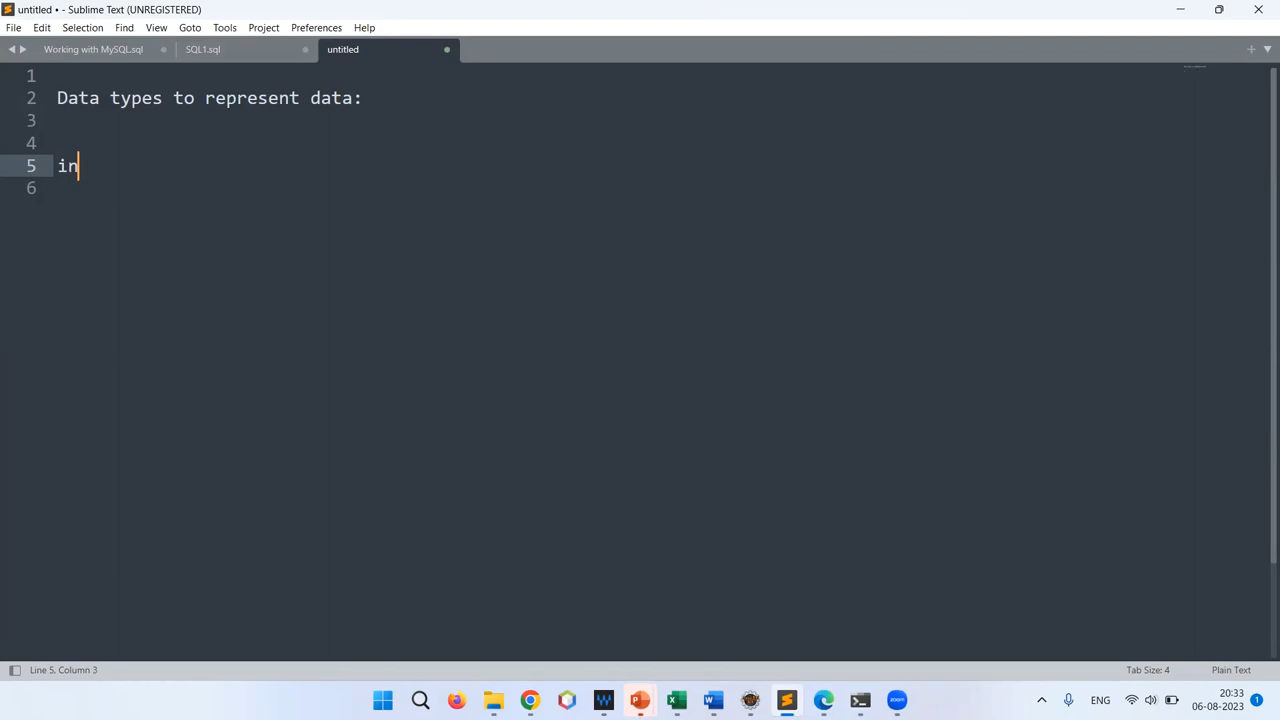 untitled • - Sublime Text (UNREGISTERED)
File Edit Selection Find View Goto Tools Project Preferences Help
Working with MySQL.sql SQL1.sql untitled
1
2 Data types to represent data:
3
4
5 in
6
Line 5, Column 3 Tab Size: 4 Plain Text
ENG 20:33
06-08-2023 1
zoom